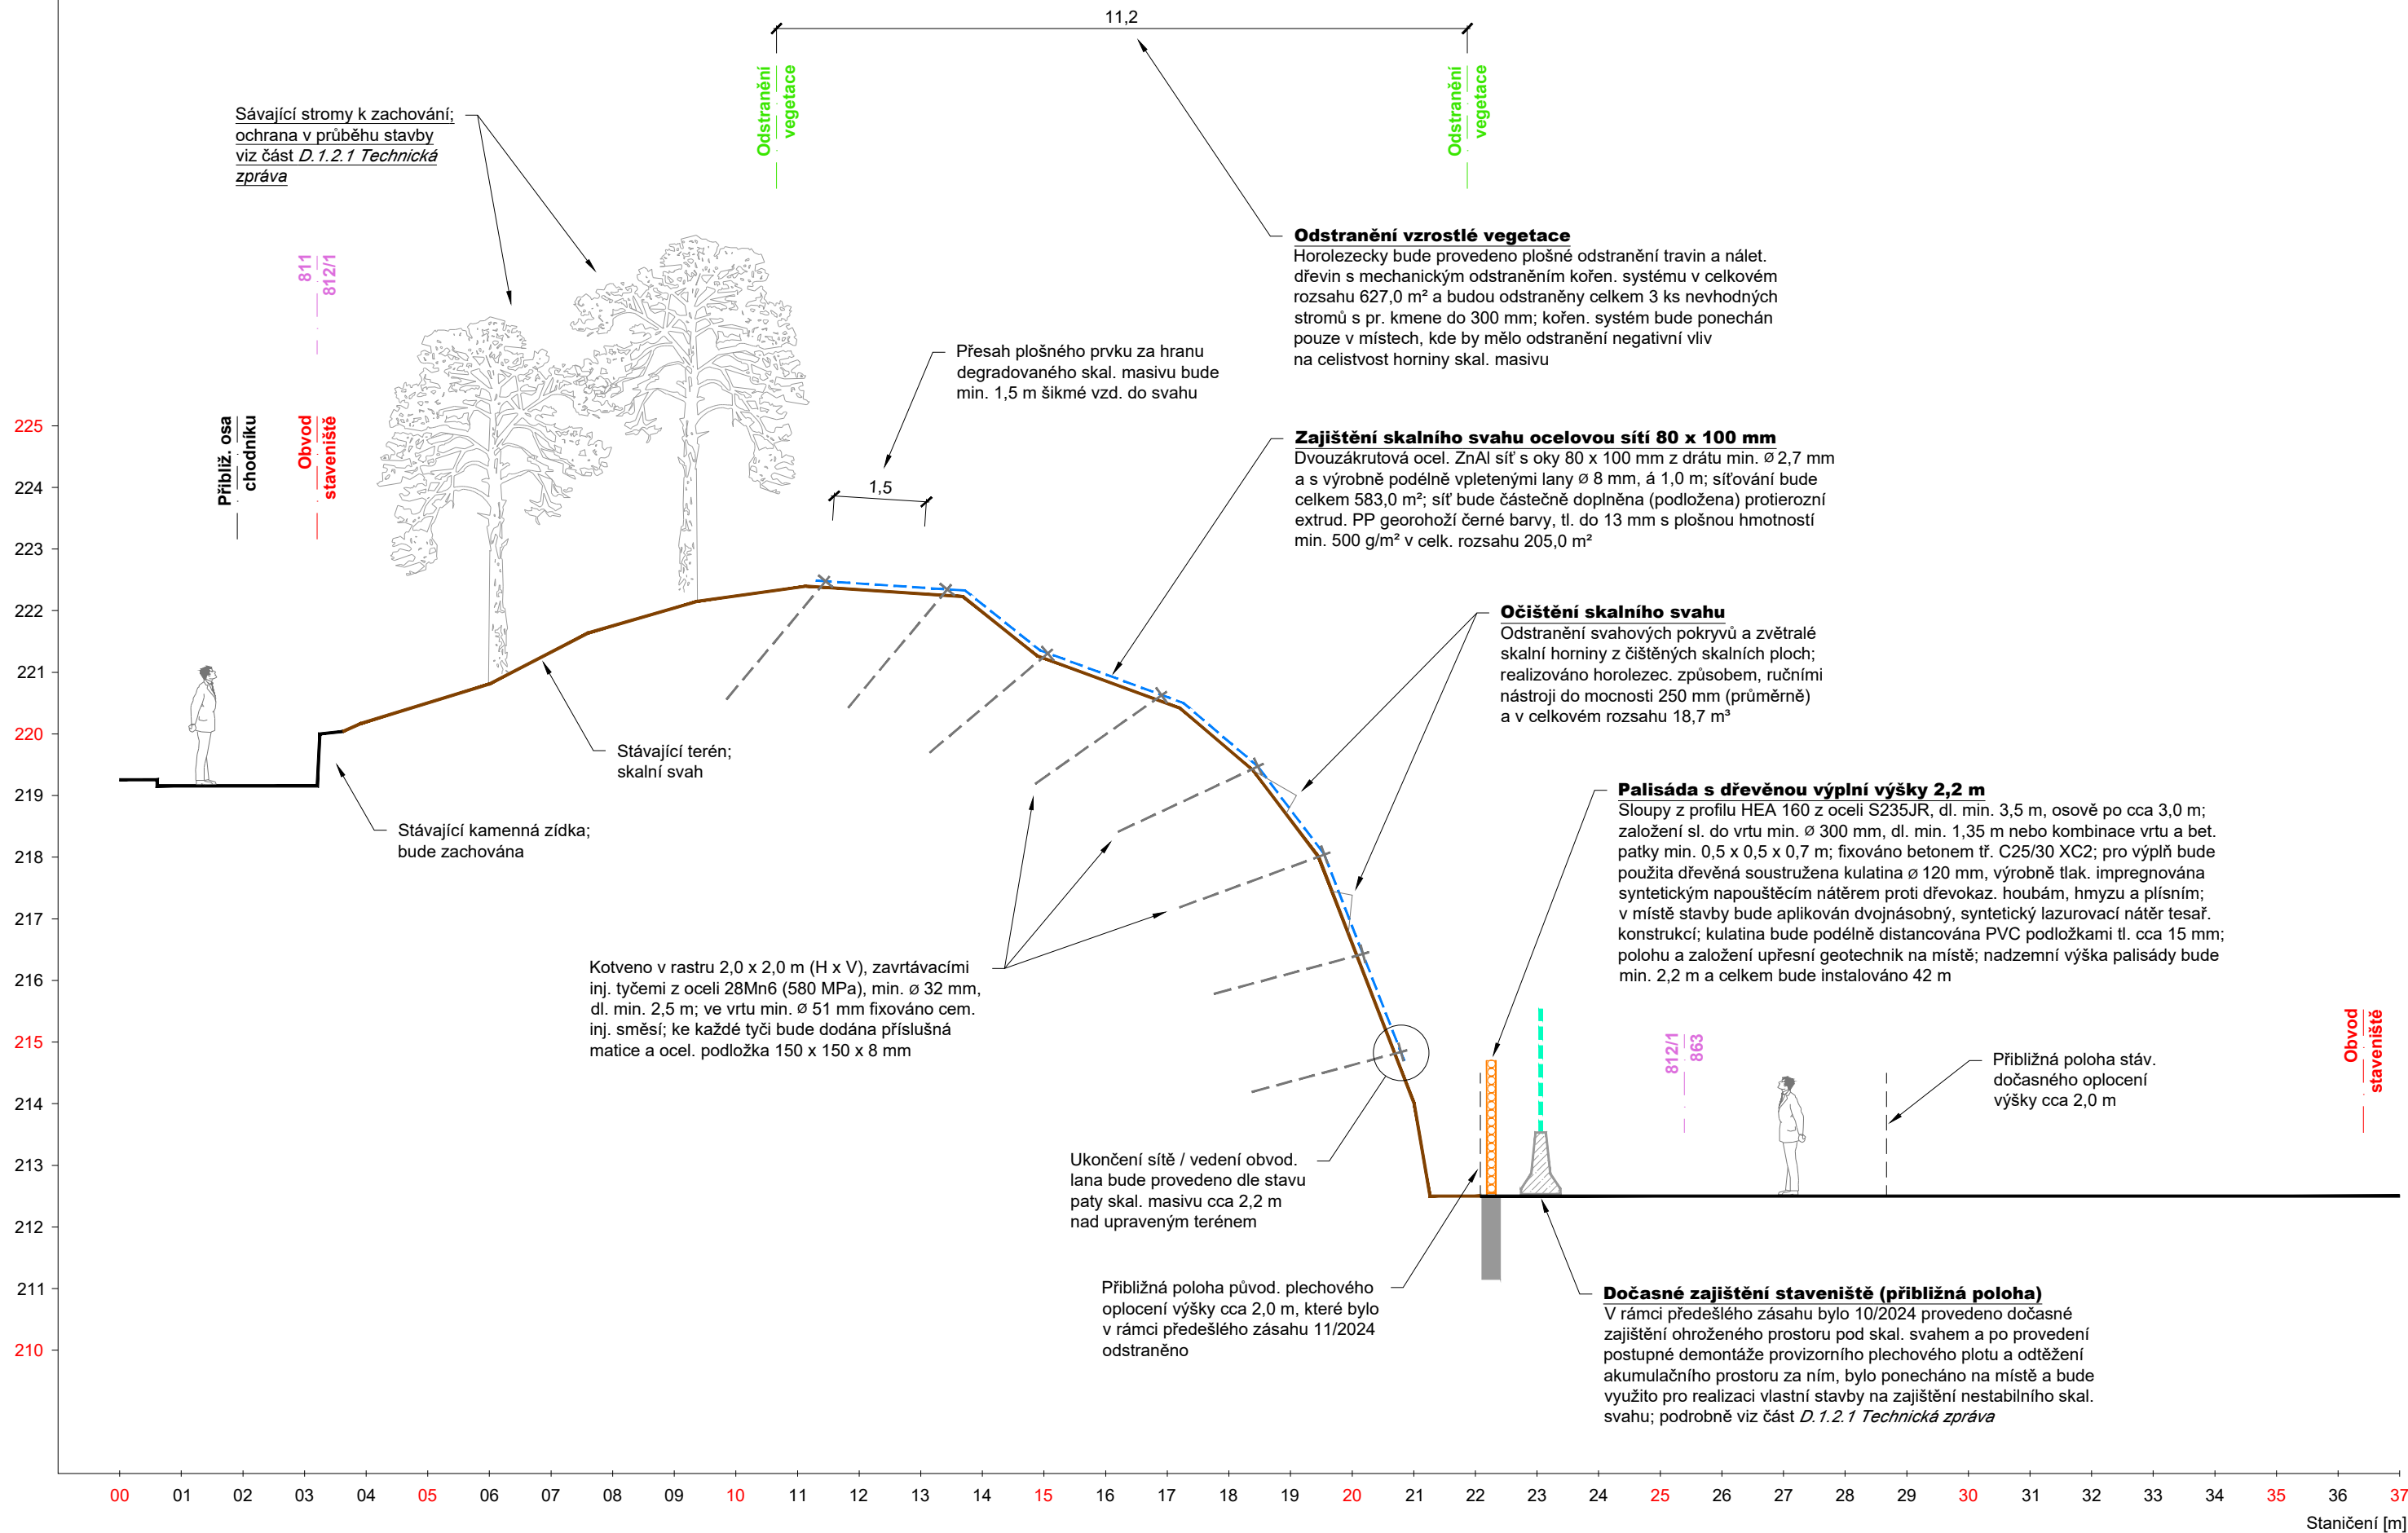 11,2
Odstranění
vegetace
Odstranění
vegetace
Sávající stromy k zachování;
ochrana v průběhu stavby
viz část D.1.2.1 Technická
zpráva
811
812/1
Přibliž. osa
chodníku
Obvod
staveniště
Odstranění vzrostlé vegetace
Horolezecky bude provedeno plošné odstranění travin a nálet.
dřevin s mechanickým odstraněním kořen. systému v celkovém
rozsahu 627,0 m² a budou odstraněny celkem 3 ks nevhodných
stromů s pr. kmene do 300 mm; kořen. systém bude ponechán
pouze v místech, kde by mělo odstranění negativní vliv
na celistvost horniny skal. masivu
Přesah plošného prvku za hranu
degradovaného skal. masivu bude
min. 1,5 m šikmé vzd. do svahu
1,5
Zajištění skalního svahu ocelovou sítí 80 x 100 mm
Dvouzákrutová ocel. ZnAl síť s oky 80 x 100 mm z drátu min. ø 2,7 mm
a s výrobně podélně vpletenými lany ø 8 mm, á 1,0 m; síťování bude
celkem 583,0 m²; síť bude částečně doplněna (podložena) protierozní
extrud. PP georohoží černé barvy, tl. do 13 mm s plošnou hmotností
min. 500 g/m² v celk. rozsahu 205,0 m²
Očištění skalního svahu
Odstranění svahových pokryvů a zvětralé
skalní horniny z čištěných skalních ploch;
realizováno horolezec. způsobem, ručními
nástroji do mocnosti 250 mm (průměrně)
a v celkovém rozsahu 18,7 m³
Stávající terén;
skalní svah
Stávající kamenná zídka;
bude zachována
Palisáda s dřevěnou výplní výšky 2,2 m
Sloupy z profilu HEA 160 z oceli S235JR, dl. min. 3,5 m, osově po cca 3,0 m;
založení sl. do vrtu min. ø 300 mm, dl. min. 1,35 m nebo kombinace vrtu a bet.
patky min. 0,5 x 0,5 x 0,7 m; fixováno betonem tř. C25/30 XC2; pro výplň bude
použita dřevěná soustružena kulatina ø 120 mm, výrobně tlak. impregnována
syntetickým napouštěcím nátěrem proti dřevokaz. houbám, hmyzu a plísním;
v místě stavby bude aplikován dvojnásobný, syntetický lazurovací nátěr tesař.
konstrukcí; kulatina bude podélně distancována PVC podložkami tl. cca 15 mm;
polohu a založení upřesní geotechnik na místě; nadzemní výška palisády bude
min. 2,2 m a celkem bude instalováno 42 m
Kotveno v rastru 2,0 x 2,0 m (H x V), zavrtávacími
inj. tyčemi z oceli 28Mn6 (580 MPa), min. ø 32 mm,
dl. min. 2,5 m; ve vrtu min. ø 51 mm fixováno cem.
inj. směsí; ke každé tyči bude dodána příslušná
matice a ocel. podložka 150 x 150 x 8 mm
812/1
863
Přibližná poloha stáv.
dočasného oplocení
výšky cca 2,0 m
Obvod
staveniště
Ukončení sítě / vedení obvod.
lana bude provedeno dle stavu
paty skal. masivu cca 2,2 m
nad upraveným terénem
Přibližná poloha původ. plechového
oplocení výšky cca 2,0 m, které bylo
v rámci předešlého zásahu 11/2024
odstraněno
Dočasné zajištění staveniště (přibližná poloha)
V rámci předešlého zásahu bylo 10/2024 provedeno dočasné
zajištění ohroženého prostoru pod skal. svahem a po provedení
postupné demontáže provizorního plechového plotu a odtěžení
akumulačního prostoru za ním, bylo ponecháno na místě a bude
využito pro realizaci vlastní stavby na zajištění nestabilního skal.
svahu; podrobně viz část D.1.2.1 Technická zpráva
225
224
223
222
221
220
219
218
217
216
215
214
213
212
211
210
00 01 02 03 04 05 06 07 08 09 10 11 12 13 14 15 16 17 18 19 20 21 22 23 24 25 26 27 28 29 30 31 32 33 34 35 36 37
Staničení [m]